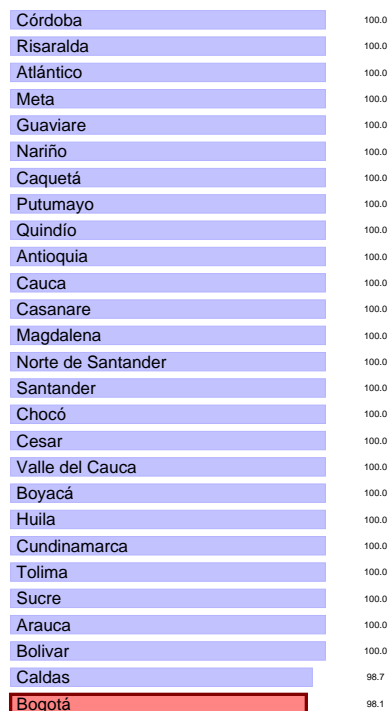 Córdoba 100.0
Risaralda 100.0
Atlántico 100.0
Meta 100.0
Guaviare 100.0
Nariño 100.0
Caquetá 100.0
Putumayo 100.0
Quindío 100.0
Antioquia 100.0
Cauca 100.0
Casanare 100.0
Magdalena 100.0
Norte de Santander 100.0
Santander 100.0
Chocó 100.0
Cesar 100.0
Valle del Cauca 100.0
Boyacá 100.0
Huila 100.0
Cundinamarca 100.0
Tolima 100.0
Sucre 100.0
Arauca 100.0
Bolivar 100.0
Caldas 98.7
Bogotá 98.1